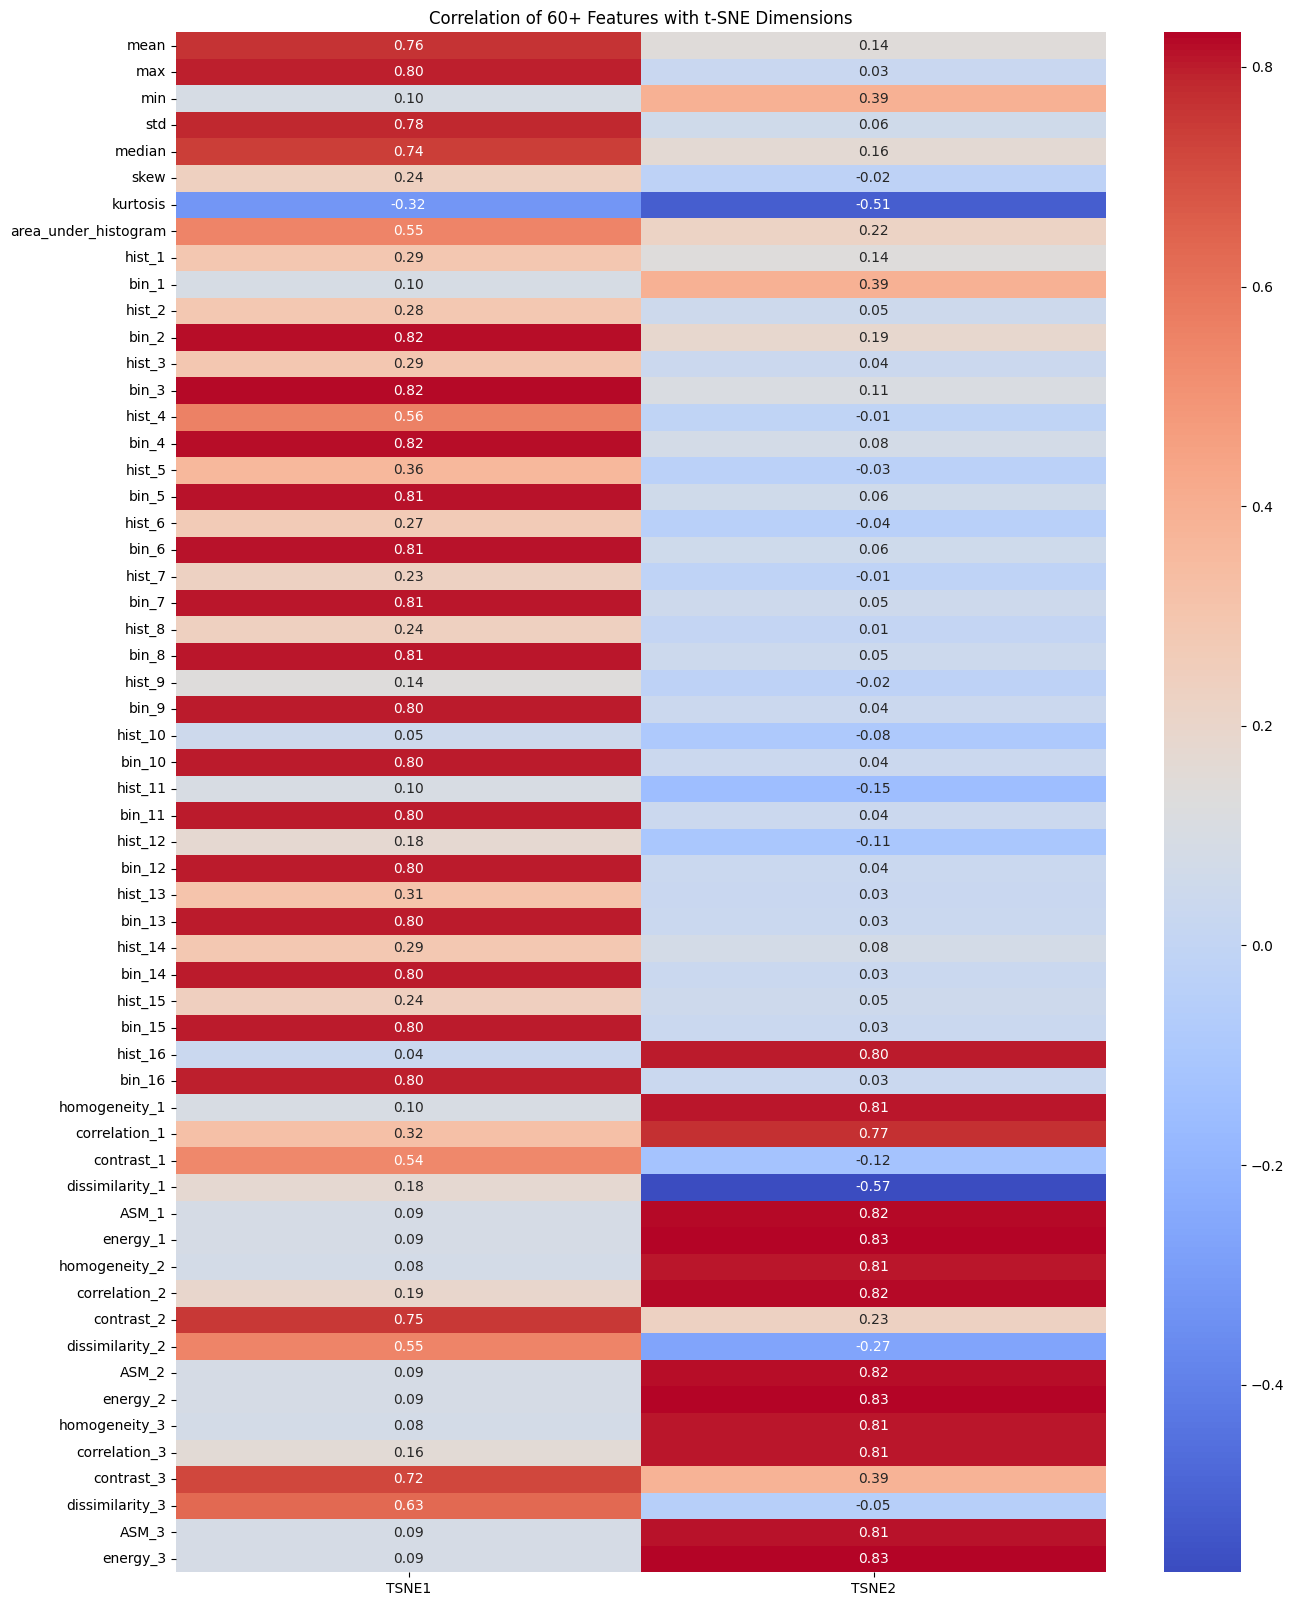 Correlation of 60+ Features with t-SNE Dimensions
mean 0.76 0.14
max 0.80 0.03
min 0.10 0.39
std 0.78 0.06
median 0.74 0.16
skew 0.24 -0.02
kurtosis -0.32 -0.51
area_under_histogram 0.55 0.22
hist_1 0.29 0.14
bin_1 0.10 0.39
hist_2 0.28 0.05
bin_2 0.82 0.19
hist_3 0.29 0.04
bin_3 0.82 0.11
hist_4 0.56 -0.01
bin_4 0.82 0.08
hist_5 0.36 -0.03
bin_5 0.81 0.06
hist_6 0.27 -0.04
bin_6 0.81 0.06
hist_7 0.23 -0.01
bin_7 0.81 0.05
hist_8 0.24 0.01
bin_8 0.81 0.05
hist_9 0.14 -0.02
bin_9 0.80 0.04
hist_10 0.05 -0.08
bin_10 0.80 0.04
hist_11 0.10 -0.15
bin_11 0.80 0.04
hist_12 0.18 -0.11
bin_12 0.80 0.04
hist_13 0.31 0.03
bin_13 0.80 0.03
hist_14 0.29 0.08
bin_14 0.80 0.03
hist_15 0.24 0.05
bin_15 0.80 0.03
hist_16 0.04 0.80
bin_16 0.80 0.03
homogeneity_1 0.10 0.81
correlation_1 0.32 0.77
contrast_1 0.54 -0.12
dissimilarity_1 0.18 -0.57
ASM_1 0.09 0.82
energy_1 0.09 0.83
homogeneity_2 0.08 0.81
correlation_2 0.19 0.82
contrast_2 0.75 0.23
dissimilarity_2 0.55 -0.27
ASM_2 0.09 0.82
energy_2 0.09 0.83
homogeneity_3 0.08 0.81
correlation_3 0.16 0.81
contrast_3 0.72 0.39
dissimilarity_3 0.63 -0.05
ASM_3 0.09 0.81
energy_3 0.09 0.83
TSNE1 TSNE2
0.8
0.6
0.4
0.2
0.0
−0.2
−0.4